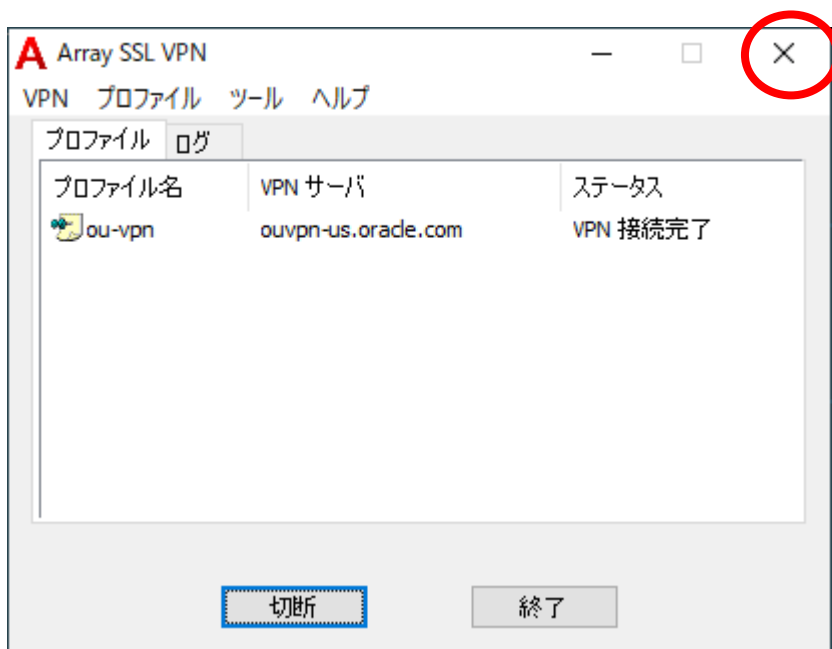 Array SSL VPN
VPN プロファイル ツール ヘルプ
プロファイル ログ
プロファイル名 VPN サーバ ステータス
ou-vpn ouvpn-us.oracle.com VPN 接続完了
切断 終了